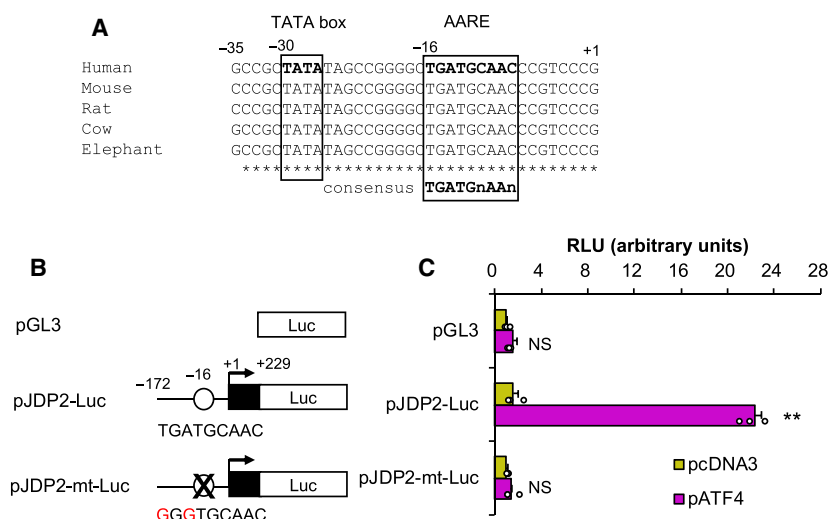 A
TATA box AARE
−35 −30 −16 +1
Human GCCGCTATATAGCCGGGGCTGATGCAACCCGTCCCG
Mouse CCCGCTATATAGCCGGGGCTGATGCAACCCGTCCCG
Rat CCCGCTATATAGCCGGGGCTGATGCAACCCGTCCCG
Cow CCCGCTATATAGCCGGGGCTGATGCAACCCGTCCCG
Elephant GCCGCTATATAGCCGGGGCTGATGCAACCCGTCCCG
***********************************
consensus TGATGnAAn
B
pGL3 Luc
−172 −16 +1 +229
pJDP2-Luc Luc
TGATGCAAC
pJDP2-mt-Luc X Luc
GGGTGCAAC
C
RLU (arbitrary units)
0 4 8 12 16 20 24 28
pGL3 NS
pJDP2-Luc **
pJDP2-mt-Luc NS
pcDNA3
pATF4